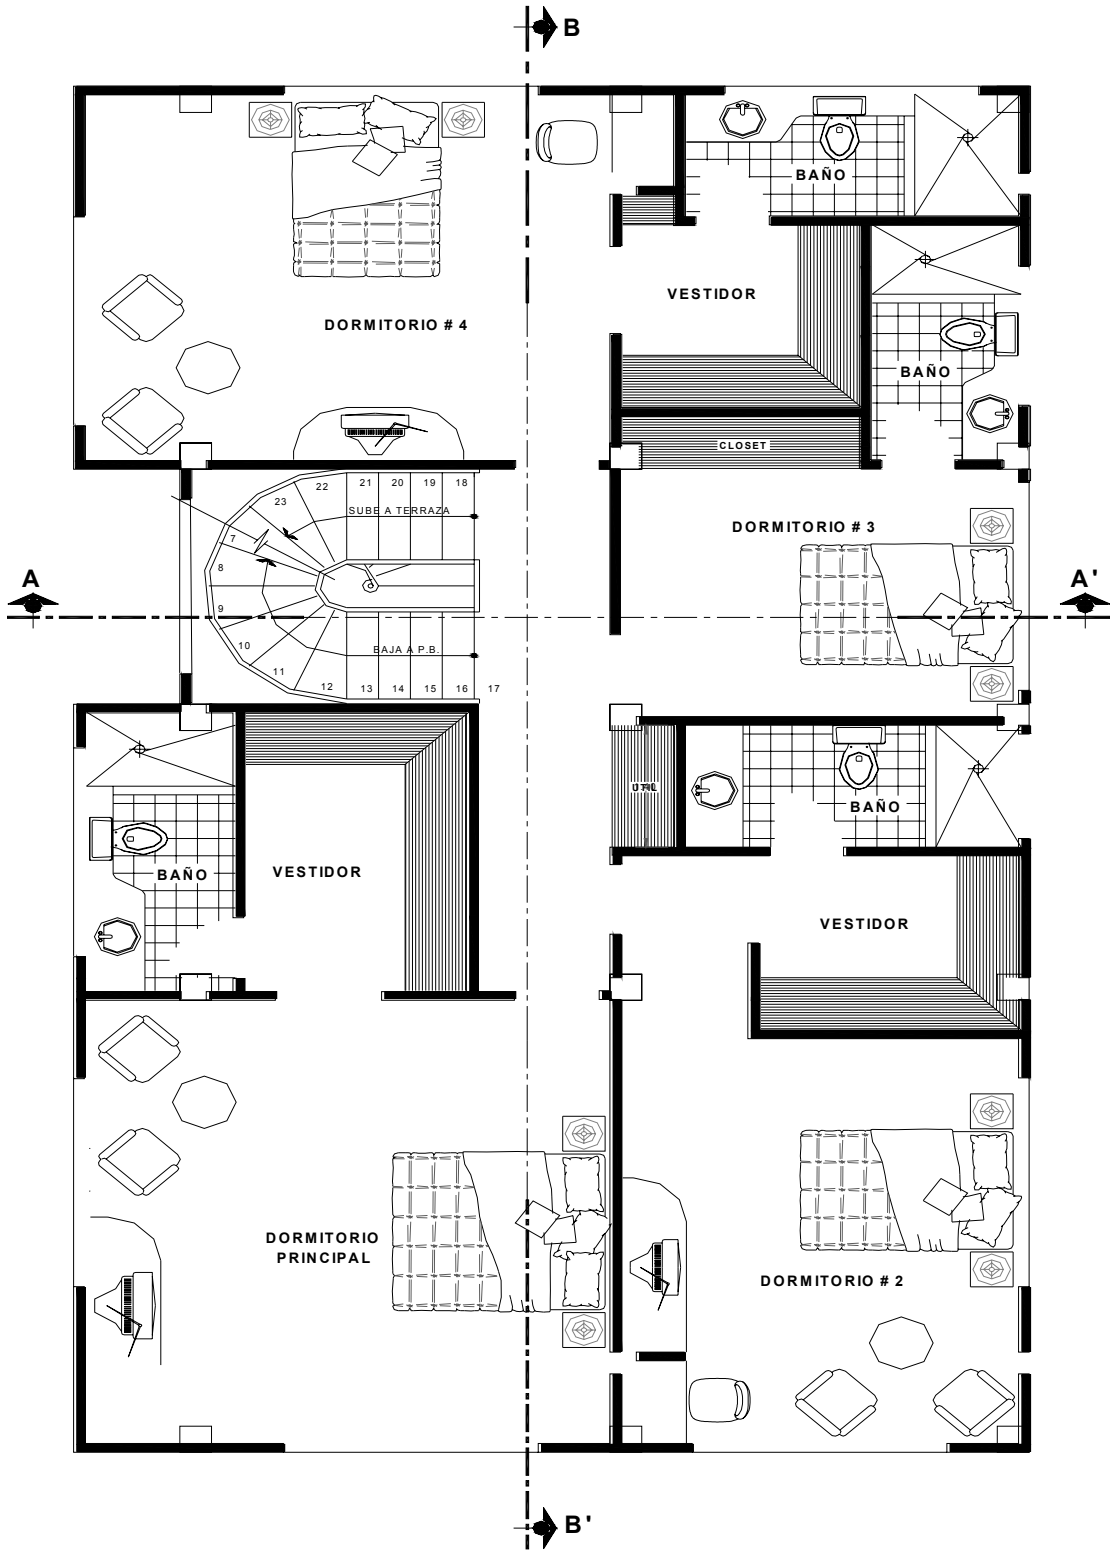 B
BAÑO
VESTIDOR
DORMITORIO # 4
BAÑO
CLOSET
22
21
20
19
18
23
SUBE A TERRAZA
DORMITORIO # 3
7
8
A
A'
9
10
BAJA A P.B.
11
12
13
14
15
16
17
UTIL
BAÑO
VESTIDOR
BAÑO
VESTIDOR
DORMITORIO
PRINCIPAL
DORMITORIO # 2
B'